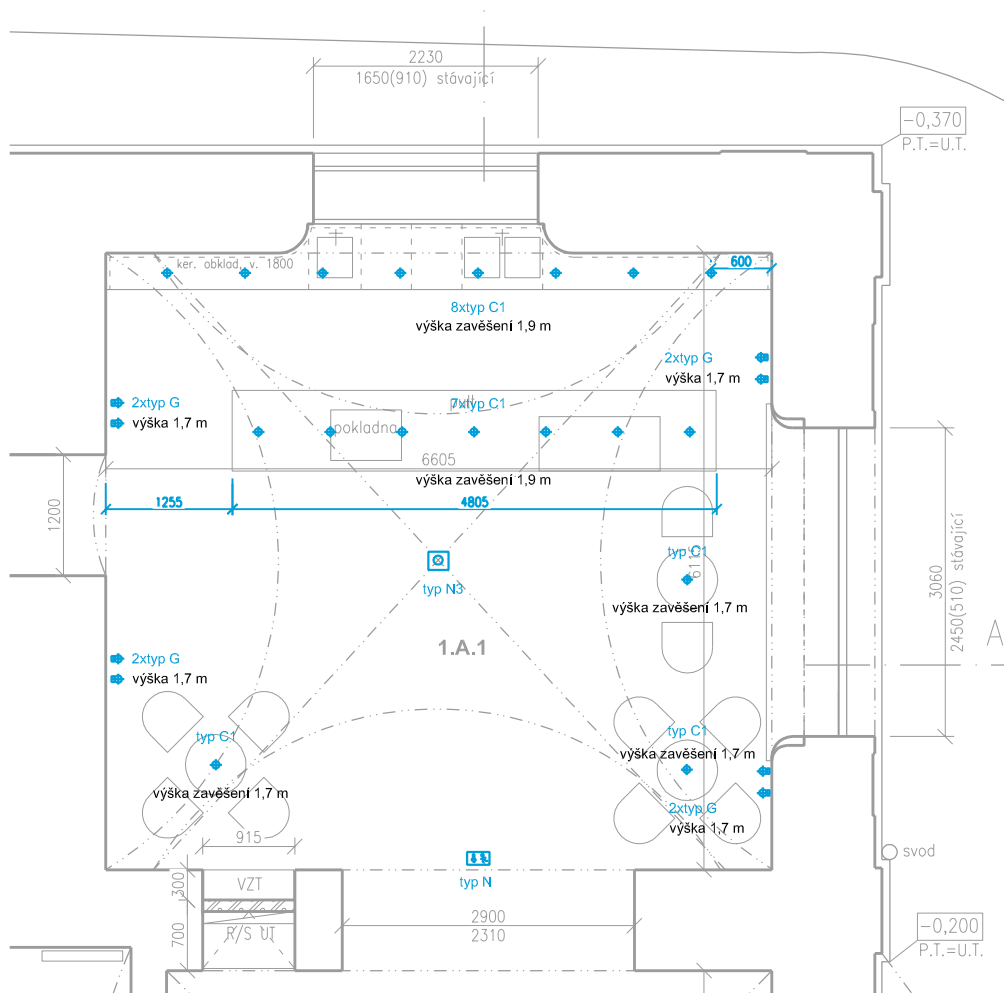 2230
1650(910) stávající
-0,370
P.T.=U.T.
ker. obklad, v. 1800
600
8xtyp C1
výška zavěšení 1,9 m
2xtyp G
výška 1,7 m
2xtyp G
výška 1,7 m
7xtyp C1
pokladna
6605
výška zavěšení 1,9 m
1255
4805
1200
typ C1
výška zavěšení 1,7 m
typ N3
3060
2450(510) stávající
1.A.1
A
2xtyp G
výška 1,7 m
typ C1
výška zavěšení 1,7 m
typ C1
výška zavěšení 1,7 m
2xtyp G
výška 1,7 m
915
svod
typ N
VZT
300
700
R/S ÚT
2900
2310
-0,200
P.T.=U.T.